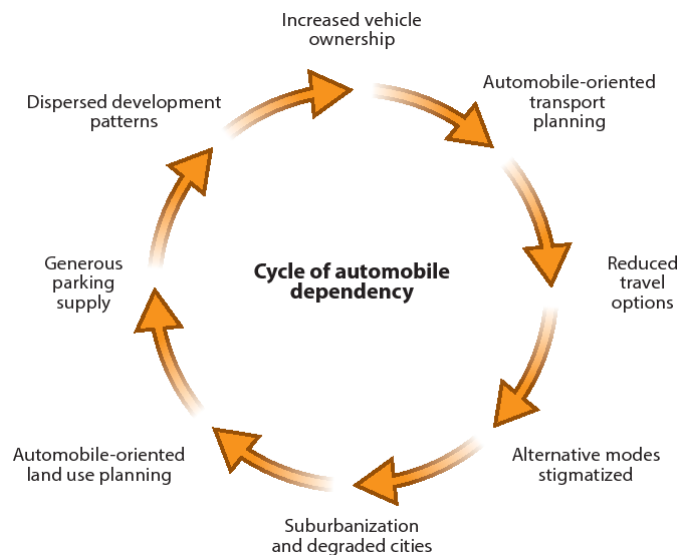 Increased vehicle
ownership
Automobile-oriented
transport
planning
Reduced
travel
options
Alternative modes
stigmatized
Suburbanization
and degraded cities
Automobile-oriented
land use planning
Generous
parking
supply
Dispersed development
patterns
Cycle of automobile
dependency